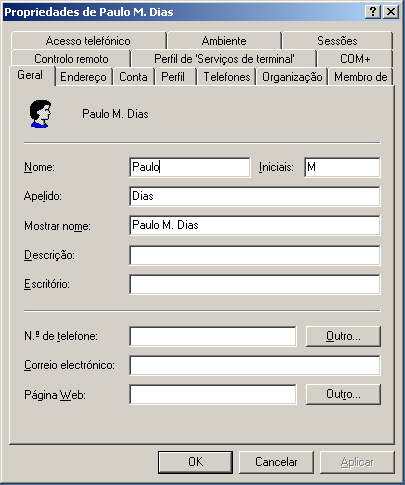 Propriedades de Paulo M. Dias
Acesso telefónico Ambiente Sessões
Controlo remoto Perfil de 'Serviços de terminal' COM+
Geral Endereço Conta Perfil Telefones Organização Membro de
Paulo M. Dias
Nome: Paulo Iniciais: M
Apelido: Dias
Mostrar nome: Paulo M. Dias
Descrição:
Escritório:
N.º de telefone: Outro...
Correio electrónico:
Página Web: Outro...
OK Cancelar Aplicar